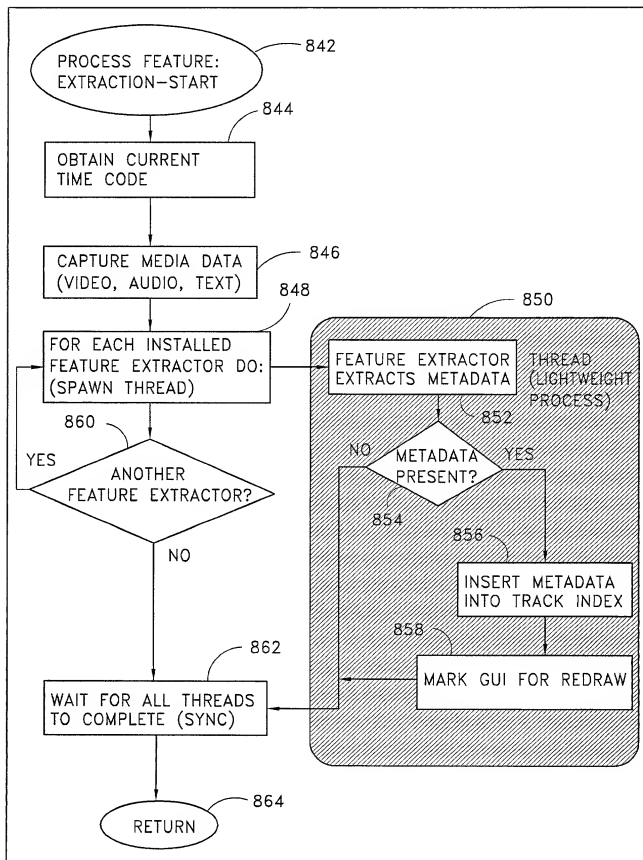 PROCESS FEATURE:
EXTRACTION-START
842
844
OBTAIN CURRENT
TIME CODE
846
CAPTURE MEDIA DATA
(VIDEO, AUDIO, TEXT)
848
FOR EACH INSTALLED
FEATURE EXTRACTOR DO:
(SPAWN THREAD)
850
FEATURE EXTRACTOR
EXTRACTS METADATA
THREAD
(LIGHTWEIGHT
PROCESS)
852
860
YES
ANOTHER
FEATURE EXTRACTOR?
NO
NO
METADATA
PRESENT?
YES
854
856
INSERT METADATA
INTO TRACK INDEX
858
MARK GUI FOR REDRAW
862
WAIT FOR ALL THREADS
TO COMPLETE (SYNC)
864
RETURN